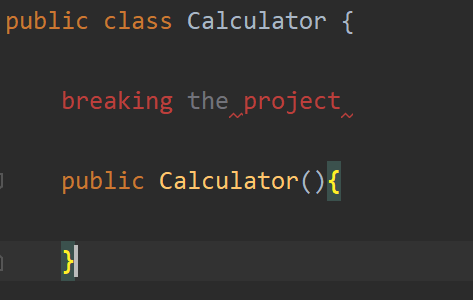 public class Calculator {
breaking the project
public Calculator(){
}